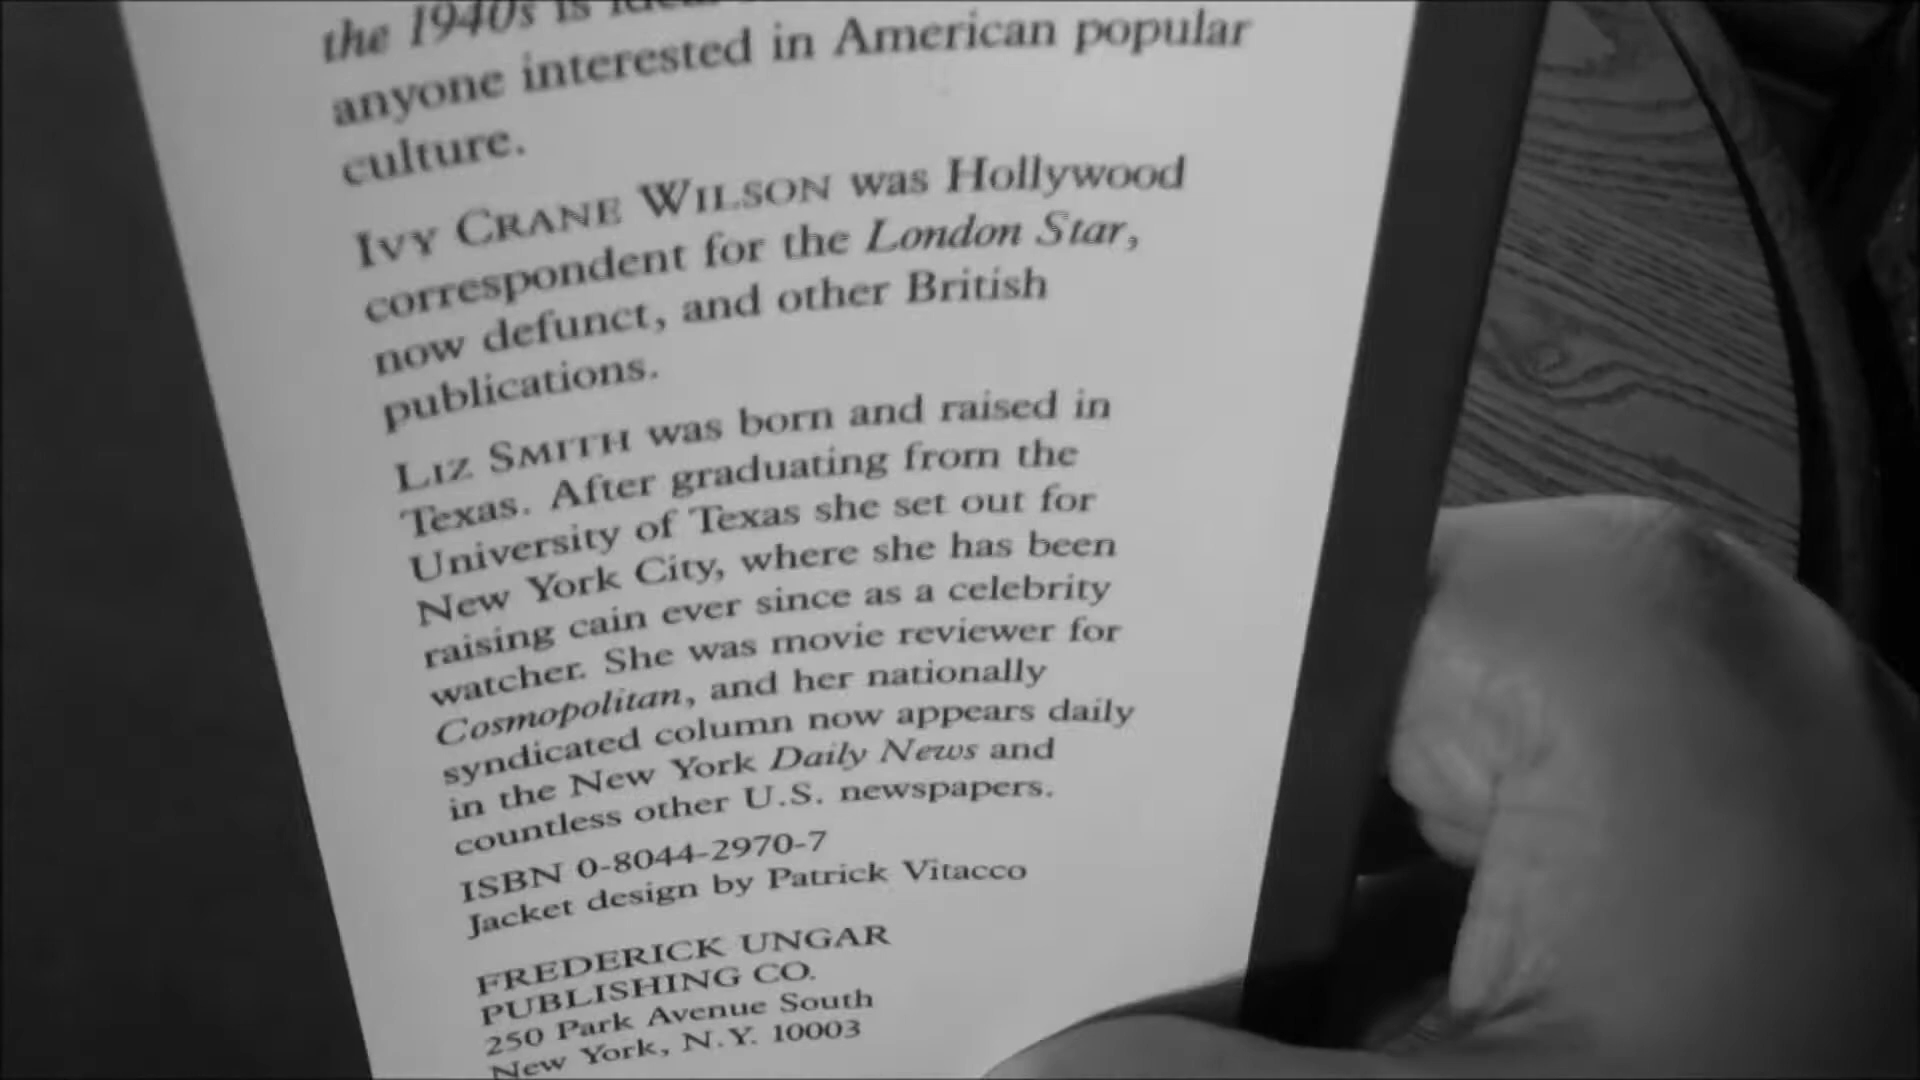 the 1940s is
anyone interested in American popular
culture.
IVY CRANE WILSON was Hollywood
correspondent for the London Star,
now defunct, and other British
publications.
LIZ SMITH was born and raised in
Texas. After graduating from the
University of Texas she set out for
New York City, where she has been
raising cain ever since as a celebrity
watcher. She was movie reviewer for
Cosmopolitan, and her nationally
syndicated column now appears daily
in the New York Daily News and
countless other U.S. newspapers.
ISBN 0-8044-2970-7
Jacket design by Patrick Vitacco
FREDERICK UNGAR
PUBLISHING CO.
250 Park Avenue South
New York, N.Y. 10003